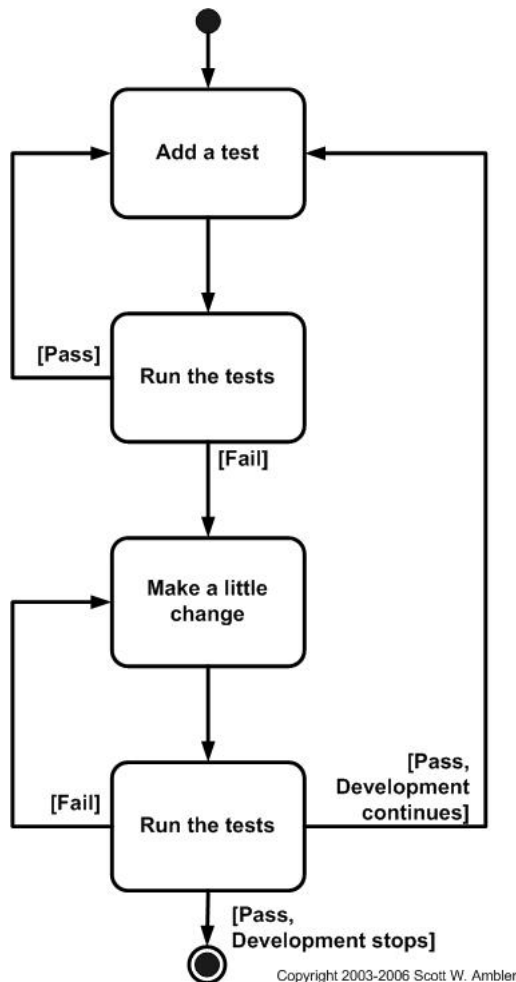 Add a test
[Pass]
Run the tests
[Fail]
Make a little
change
[Fail]
Run the tests
[Pass,
Development
continues]
[Pass,
Development stops]
Copyright 2003-2006 Scott W. Ambler